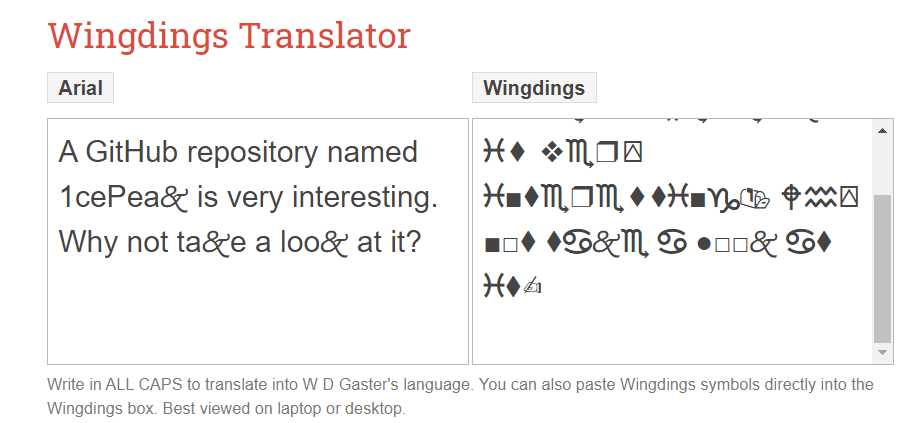 Wingdings Translator
Arial
Wingdings
A GitHub repository named
1cePea🙵 is very interesting.
Why not ta🙵e a loo🙵 at it?
♓⬧ ❖♏❒⍓
♓■⧫♏❒♏⬧⧫♓■♑📬 🕈♒⍓
■□⧫ ⧫♋🙵♏ ♋ ●□□🙵 ♋⧫
♓⧫✍
Write in ALL CAPS to translate into W D Gaster's language. You can also paste Wingdings symbols directly into the
Wingdings box. Best viewed on laptop or desktop.